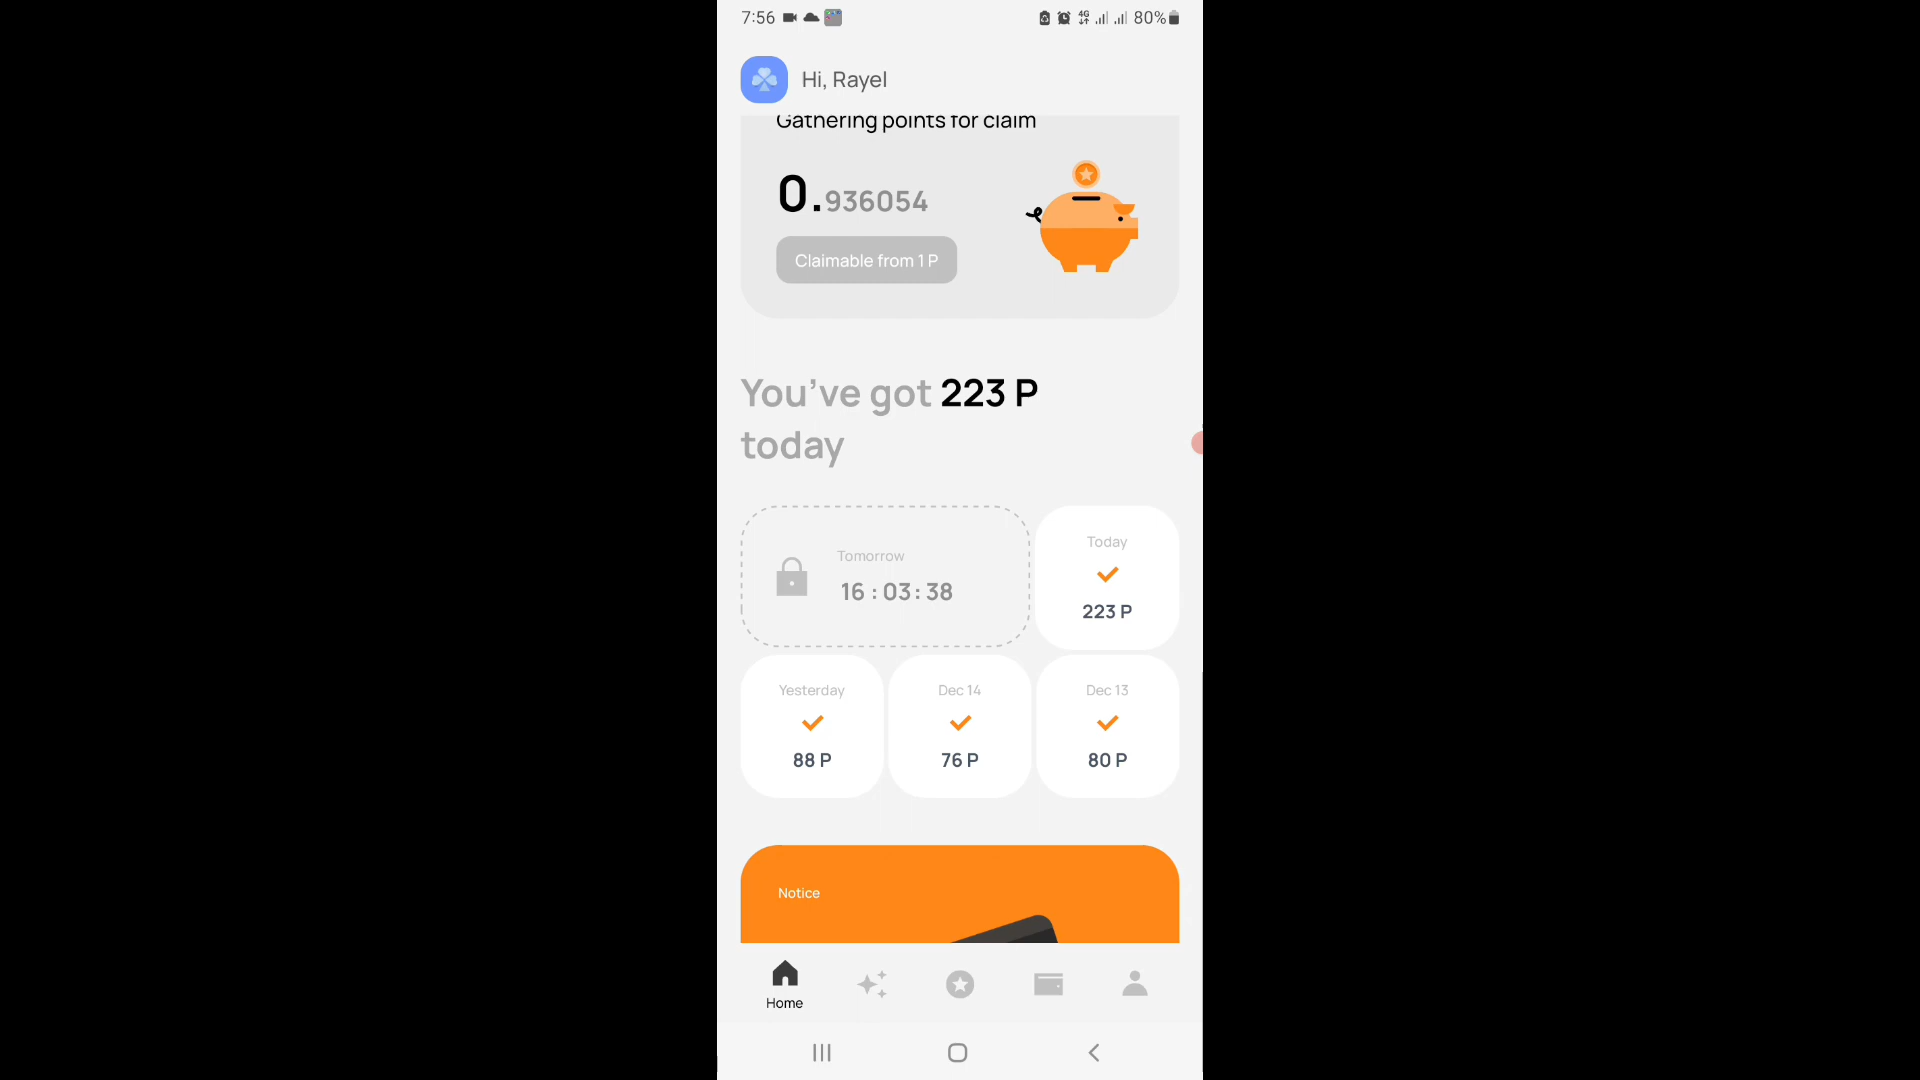 7:56
4G
80%
Hi, Rayel
Gathering points for claim
0.936054
Claimable from 1 P
You've got 223 P
today
Tomorrow
16 : 03 : 38
Today
223 P
Yesterday
88 P
Dec 14
76 P
Dec 13
80 P
Notice
Home